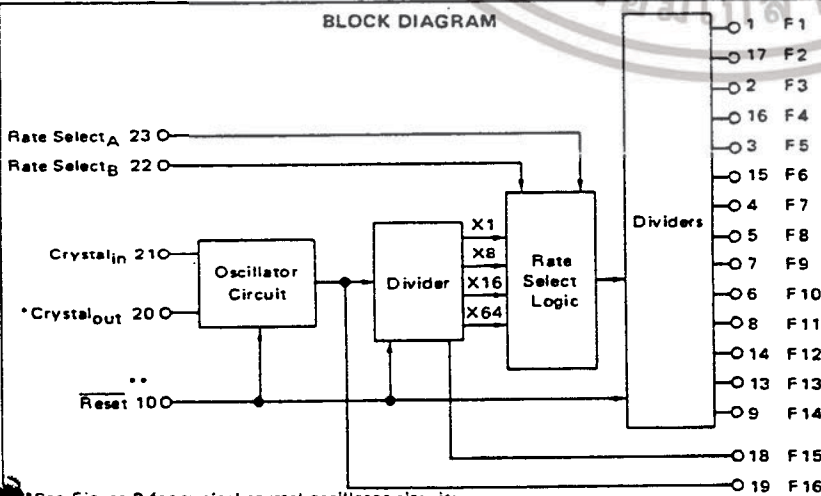 BLOCK DIAGRAM
1 F1
17 F2
2 F3
16 F4
3 F5
15 F6
4 F7
5 F8
7 F9
6 F10
8 F11
14 F12
13 F13
9 F14
18 F15
19 F16
Rate SelectA 23
Rate SelectB 22
Crystalin 21
*Crystalout 20
Reset** 10
Oscillator
Circuit
Divider
X1
X8
X16
X64
Rate
Select
Logic
Dividers